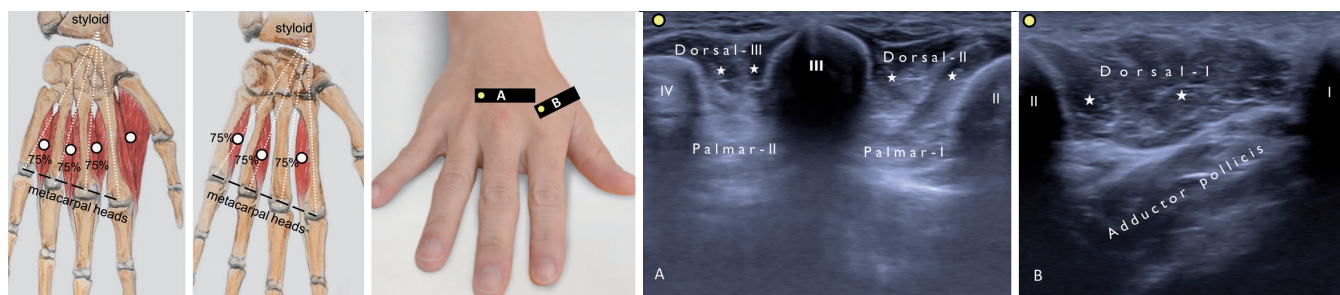 styloid
75%
75%
75%
metacarpal heads
styloid
75%
75%
75%
metacarpal heads
A
B
Dorsal-III
III
Dorsal-II
IV
II
Palmar-II
Palmar-I
A
Dorsal-I
II
I
Adductor pollicis
B